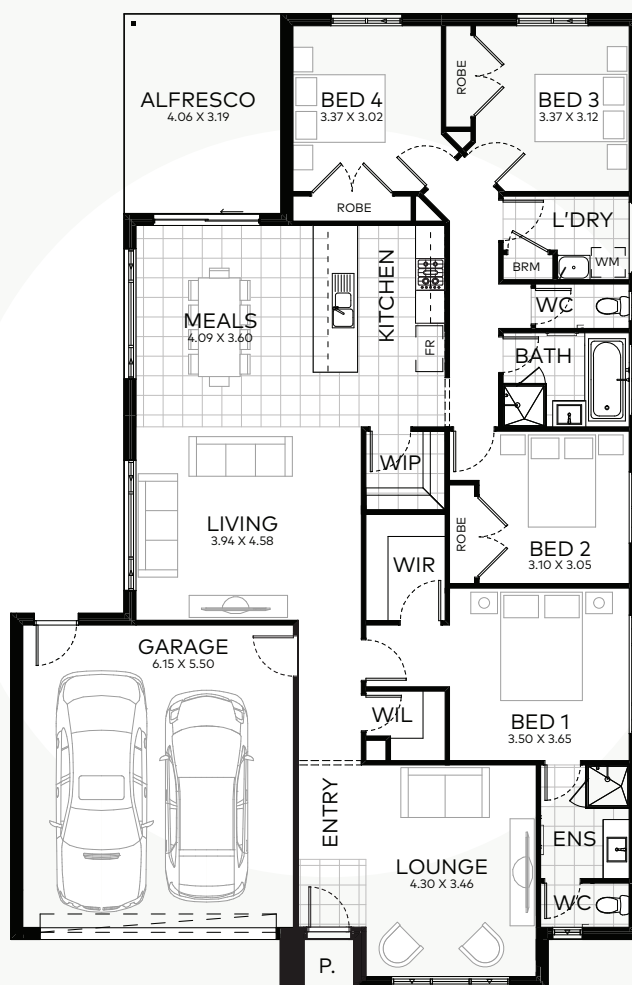 ALFRESCO
4.06 X 3.19
BED 4
3.37 X 3.02
ROBE
BED 3
3.37 X 3.12
ROBE
L'DRY
BRM
WM
WC
BATH
MEALS
4.09 X 3.60
KITCHEN
FR
WIP
LIVING
3.94 X 4.58
WIR
ROBE
BED 2
3.10 X 3.05
GARAGE
6.15 X 5.50
WIL
BED 1
3.50 X 3.65
ENTRY
LOUNGE
4.30 X 3.46
ENS
WC
P.